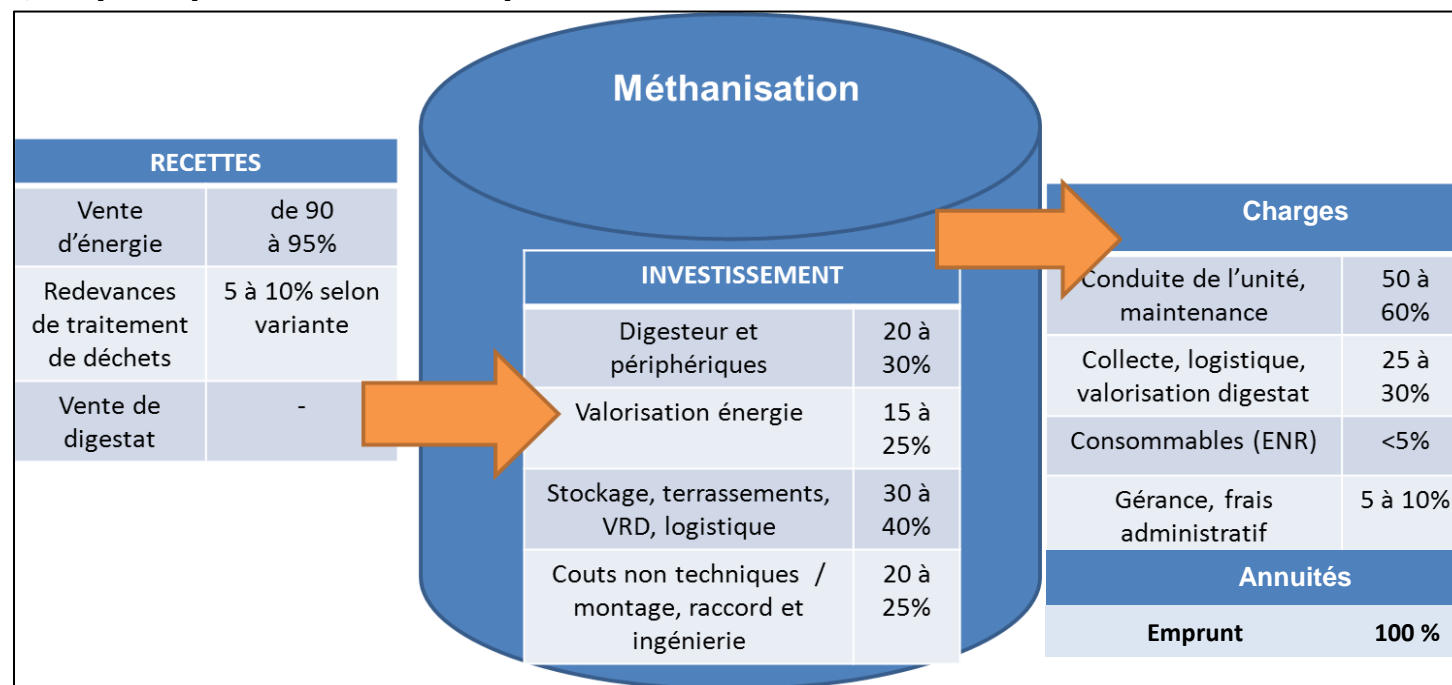 Méthanisation
RECETTES
Vente
d’énergie
de 90
à 95%
Redevances
de traitement
de déchets
5 à 10% selon
variante
Vente de
digestat
-
INVESTISSEMENT
Digesteur et
périphériques
20 à
30%
Valorisation énergie
15 à
25%
Stockage, terrassements,
VRD, logistique
30 à
40%
Couts non techniques /
montage, raccord et
ingénierie
20 à
25%
Charges
Conduite de l’unité,
maintenance
50 à
60%
Collecte, logistique,
valorisation digestat
25 à
30%
Consommables (ENR)
<5%
Gérance, frais
administratif
5 à 10%
Annuités
Emprunt
100 %